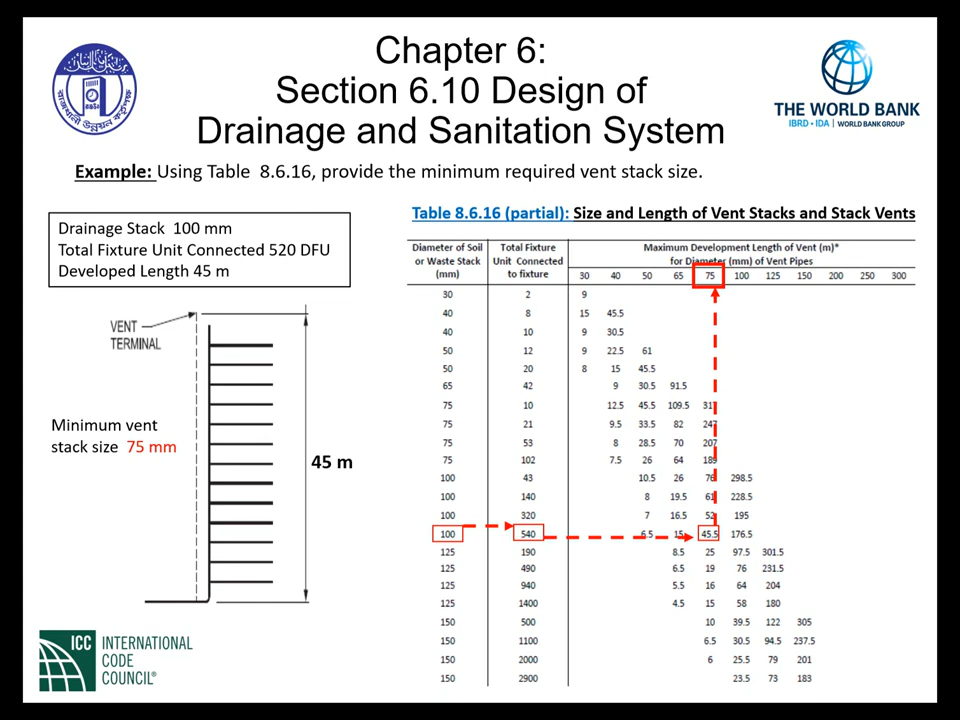 Chapter 6:
Section 6.10 Design of
Drainage and Sanitation System
THE WORLD BANK
IBRD • IDA | WORLD BANK GROUP
Example: Using Table 8.6.16, provide the minimum required vent stack size.
Drainage Stack 100 mm
Total Fixture Unit Connected 520 DFU
Developed Length 45 m
VENT
TERMINAL
Minimum vent
stack size 75 mm
45 m
ICC INTERNATIONAL
CODE
COUNCIL®
Table 8.6.16 (partial): Size and Length of Vent Stacks and Stack Vents
Diameter of Soil or Waste Stack (mm) Total Fixture Unit Connected to fixture Maximum Development Length of Vent (m)* for Diameter (mm) of Vent Pipes
30 40 50 65 75 100 125 150 200 250 300
30 2 9
40 8 15 45.5
40 10 9 30.5
50 12 9 22.5 61
50 20 8 15 45.5
65 42 9 30.5 91.5
75 10 12.5 45.5 109.5 317
75 21 9.5 33.5 82 247
75 53 8 28.5 70 207
75 102 7.5 26 64 189
100 43 10.5 26 76 298.5
100 140 8 19.5 61 228.5
100 320 7 16.5 52 195
100 540 6.5 15 45.5 176.5
125 190 8.5 25 97.5 301.5
125 490 6.5 19 76 231.5
125 940 5.5 16 64 204
125 1400 4.5 15 58 180
150 500 10 39.5 122 305
150 1100 6.5 30.5 94.5 237.5
150 2000 6 25.5 79 201
150 2900 23.5 73 183